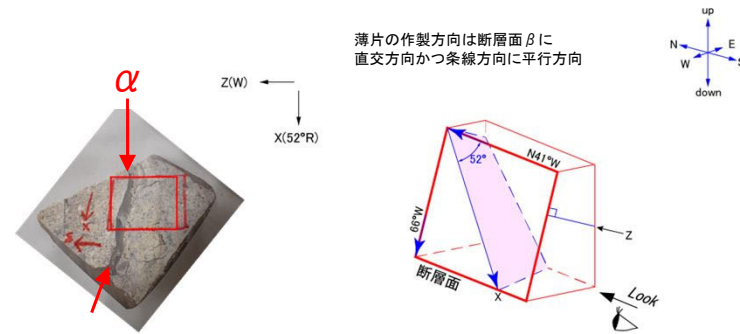 薄片の作製方向は断層面βに
直交方向かつ条線方向に平行方向
up
N
E
W
S
down
α
Z(W)
X(52°R)
N41°W
52°
66°W
Z
断層面
X
Look